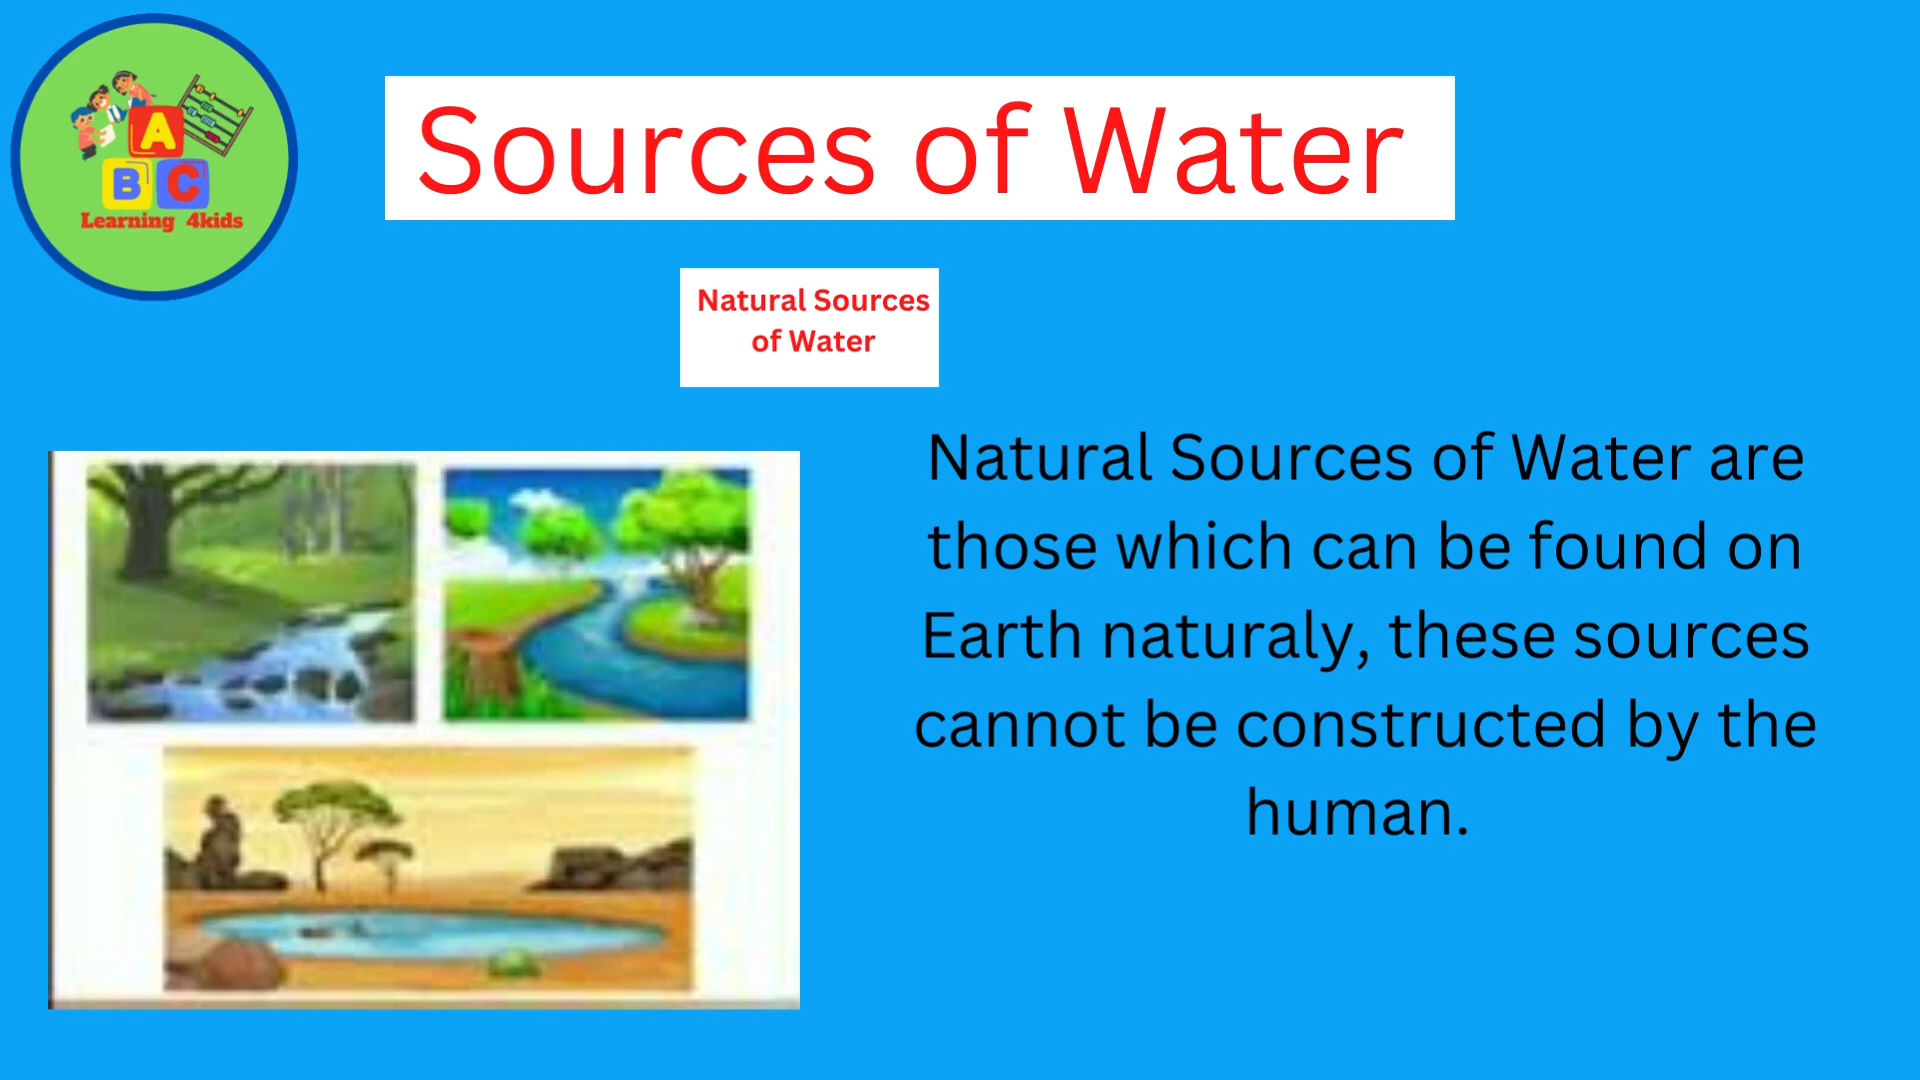 A
B C
Learning 4kids
Sources of Water
Natural Sources
of Water
Natural Sources of Water are
those which can be found on
Earth naturaly, these sources
cannot be constructed by the
human.